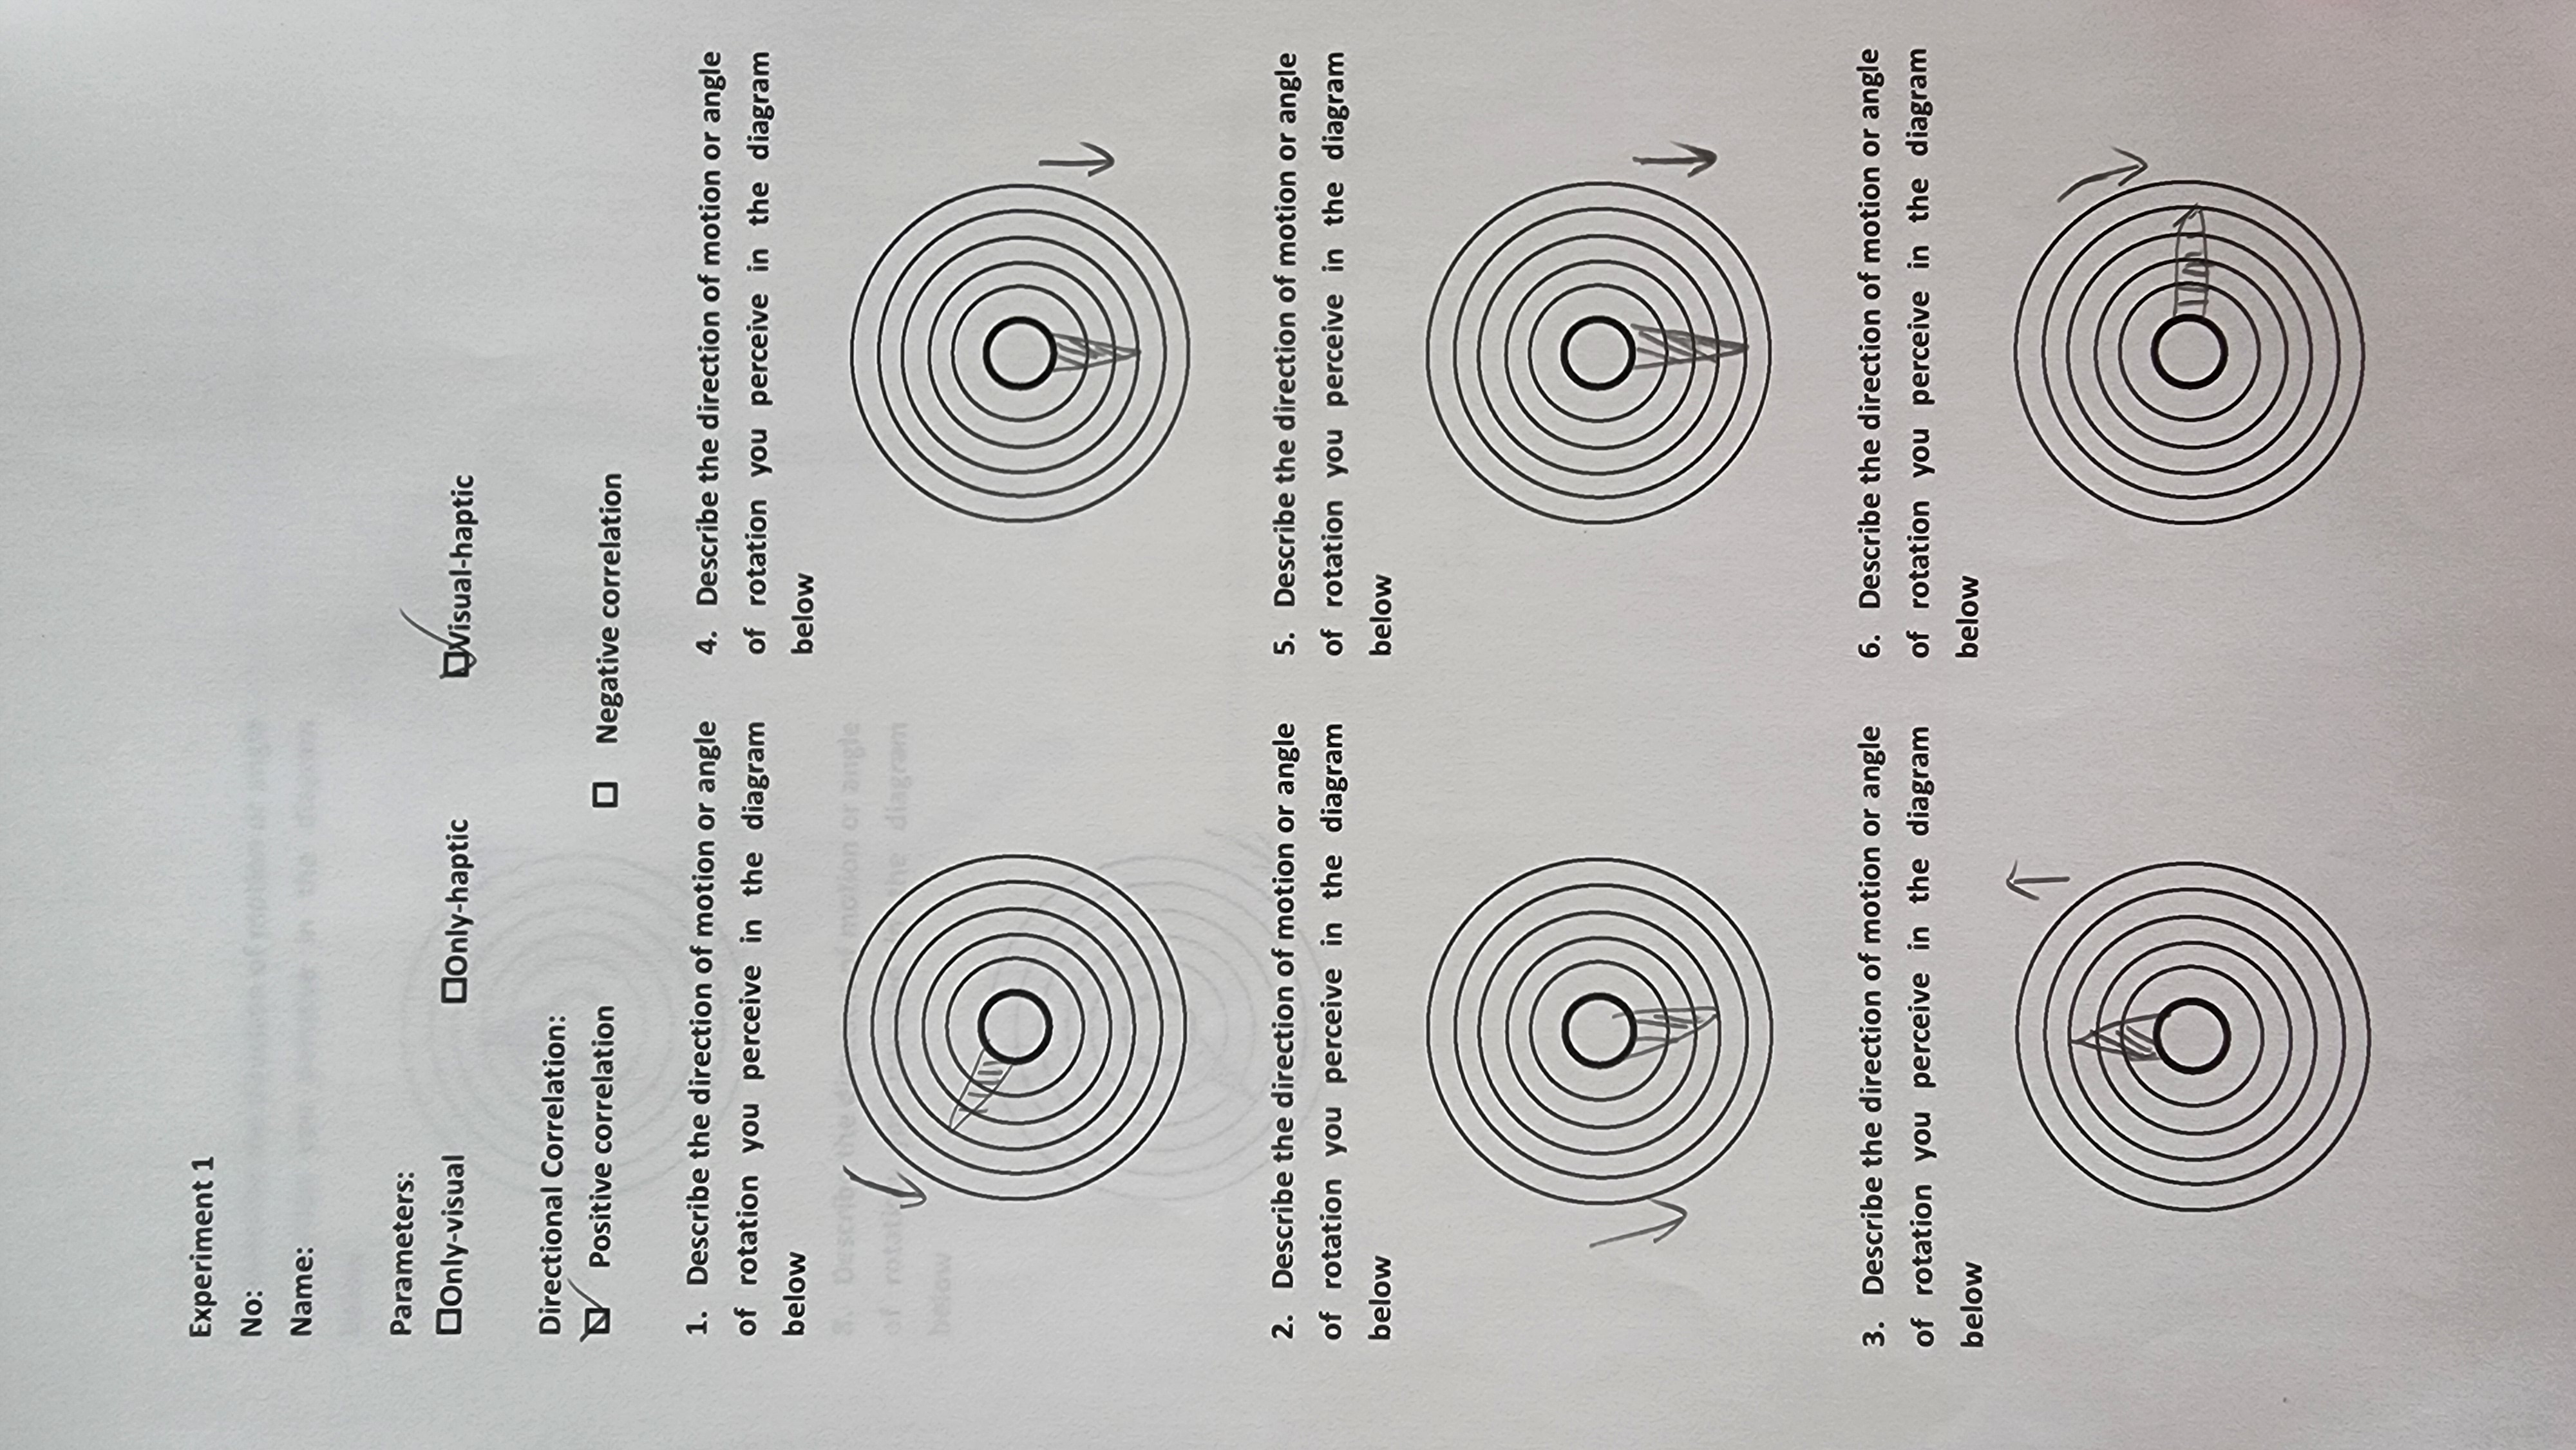 Experiment 1
No:
Name:
Parameters:
☐Only-visual ☐Only-haptic ☑Visual-haptic
Directional Correlation:
☑ Positive correlation ☐ Negative correlation
1. Describe the direction of motion or angle
of rotation you perceive in the diagram
below
2. Describe the direction of motion or angle
of rotation you perceive in the diagram
below
3. Describe the direction of motion or angle
of rotation you perceive in the diagram
below
4. Describe the direction of motion or angle
of rotation you perceive in the diagram
below
5. Describe the direction of motion or angle
of rotation you perceive in the diagram
below
6. Describe the direction of motion or angle
of rotation you perceive in the diagram
below